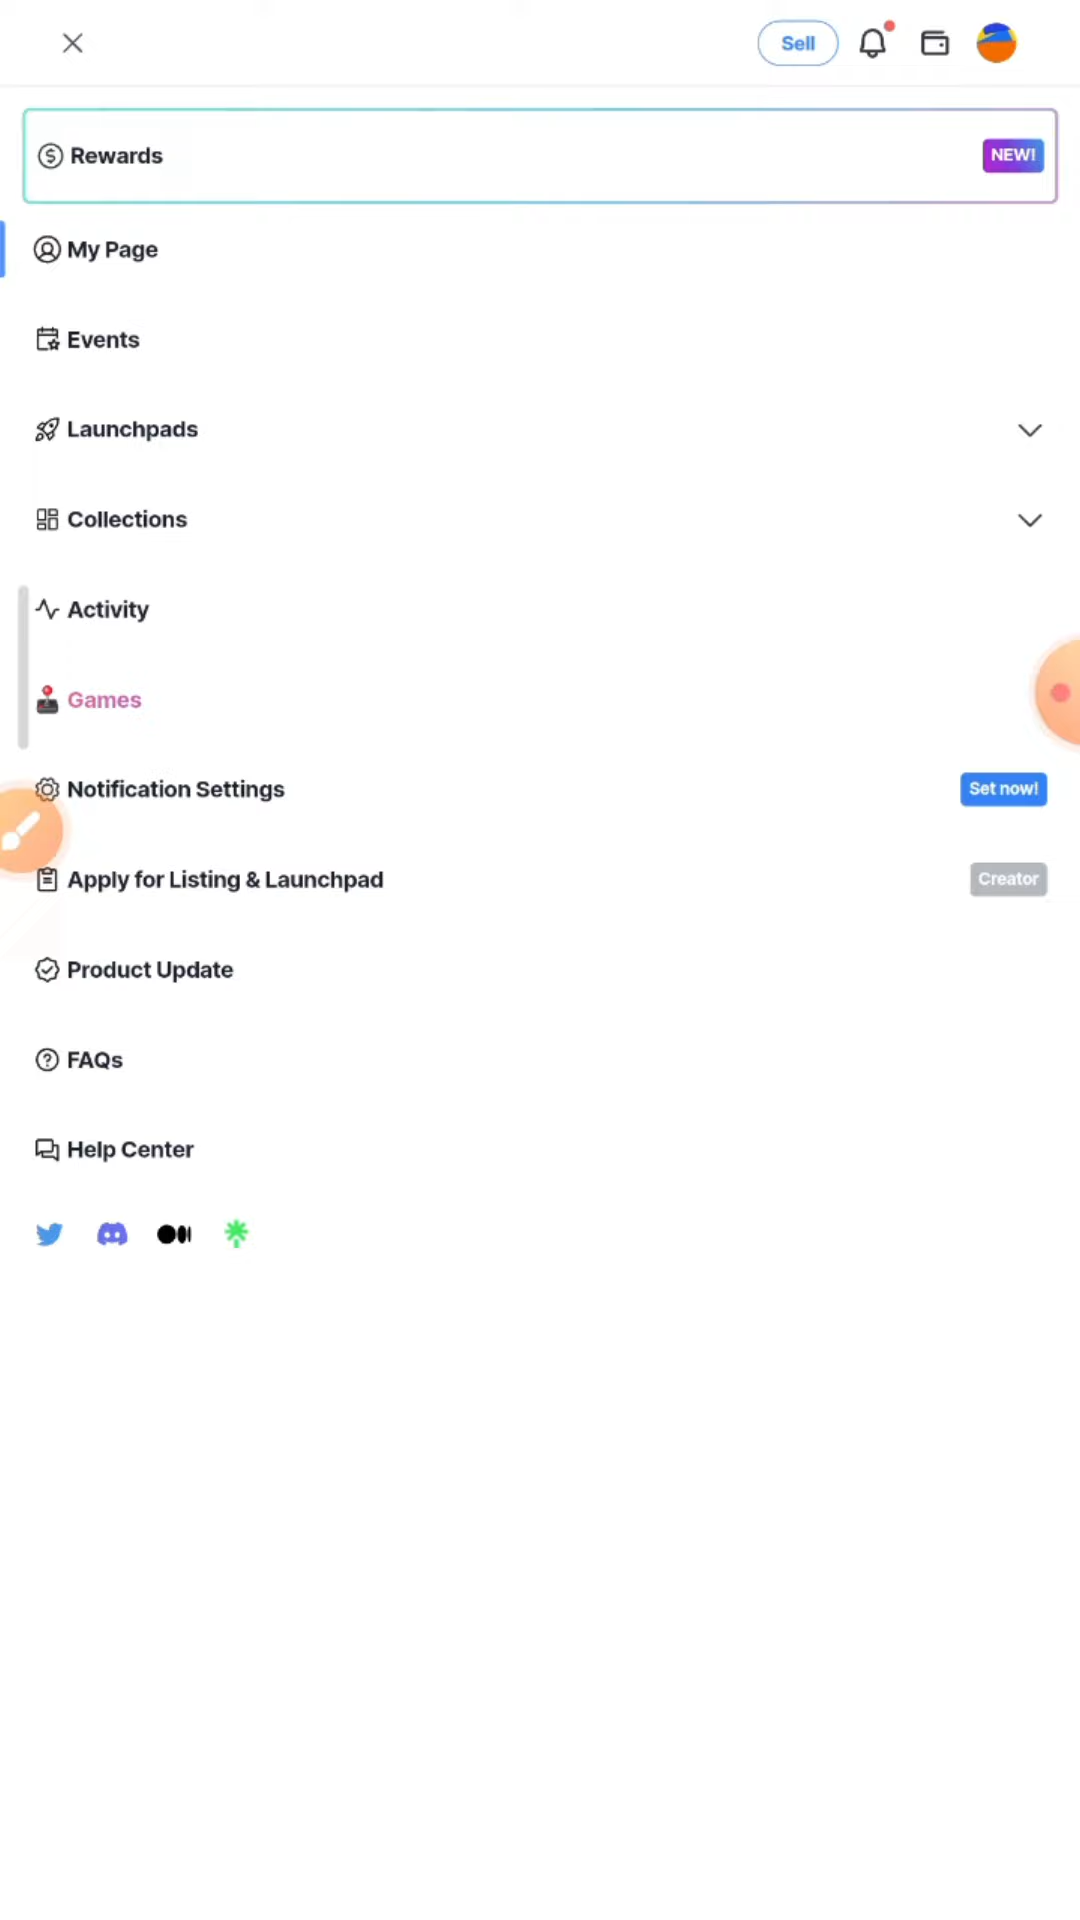 Sell
Rewards NEW!
My Page
Events
Launchpads
Collections
Activity
Games
Notification Settings Set now!
Apply for Listing & Launchpad Creator
Product Update
FAQs
Help Center